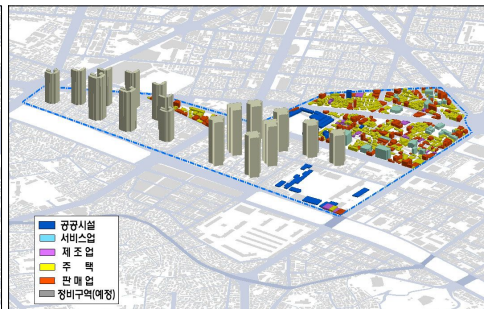 공공시설
서비스업
제 조 업
주 택
판 매 업
정비구역(예정)